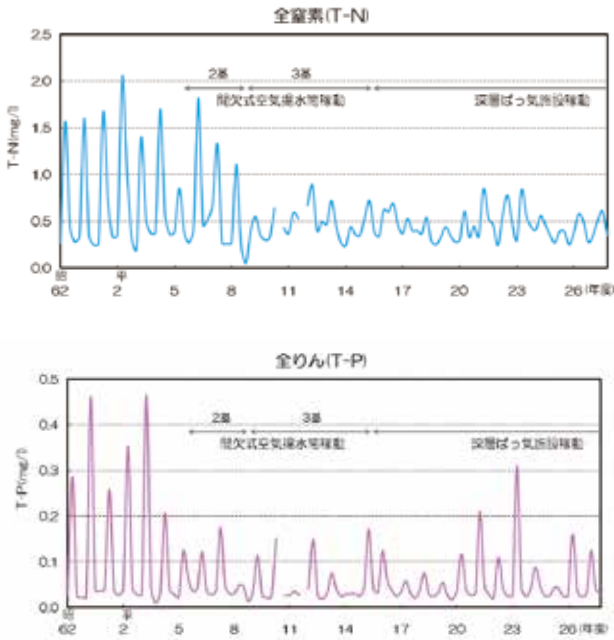 全窒素(T-N)
T-N(mg/l)
2.5
2.0
1.5
1.0
0.5
0.0
2基
3基
間欠式空気揚水筒稼動
深層ばっ気施設稼動
昭
平
62
2
5
8
11
14
17
20
23
26
(年度)
全りん(T-P)
T-P(mg/l)
0.5
0.4
0.3
0.2
0.1
0.0
2基
3基
間欠式空気揚水筒稼動
深層ばっ気施設稼動
昭
平
62
2
5
8
11
14
17
20
23
26
(年度)